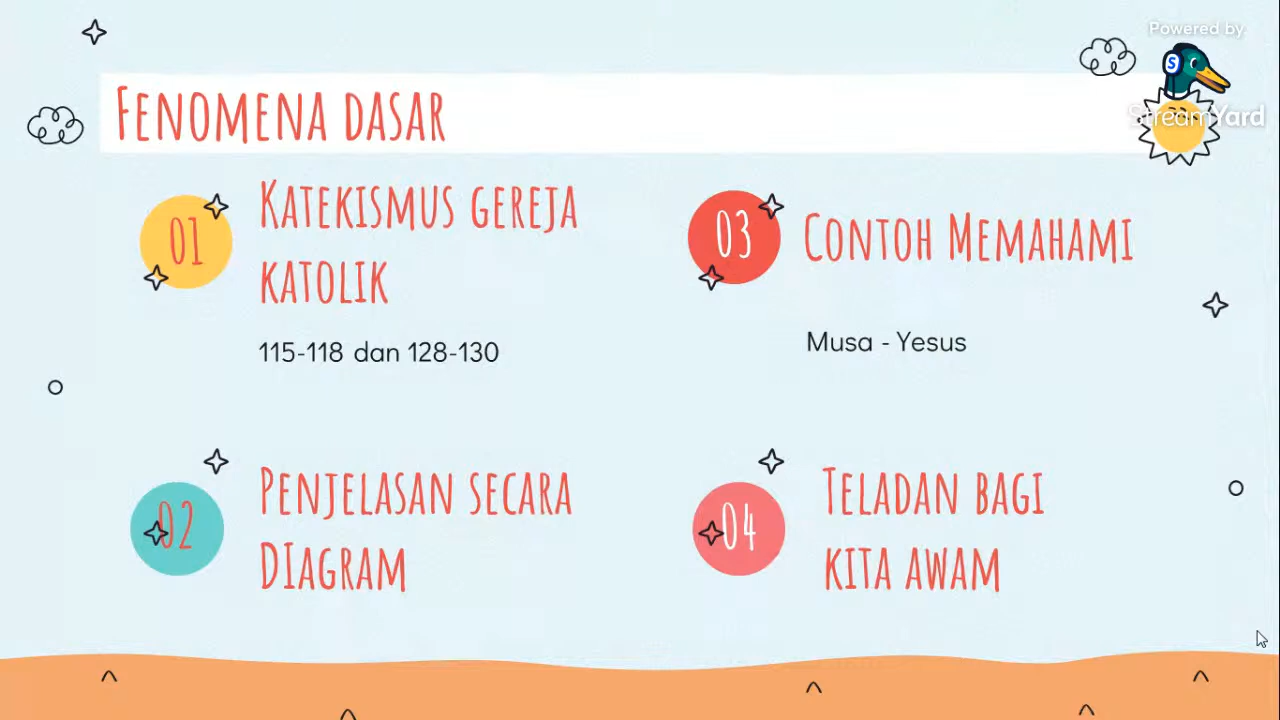 Powered by
StreamYard
Fenomena dasar
01
Katekismus gereja
katolik
115-118 dan 128-130
02
Penjelasan secara
DIagram
03
Contoh Memahami
Musa - Yesus
04
Teladan bagi
kita awam